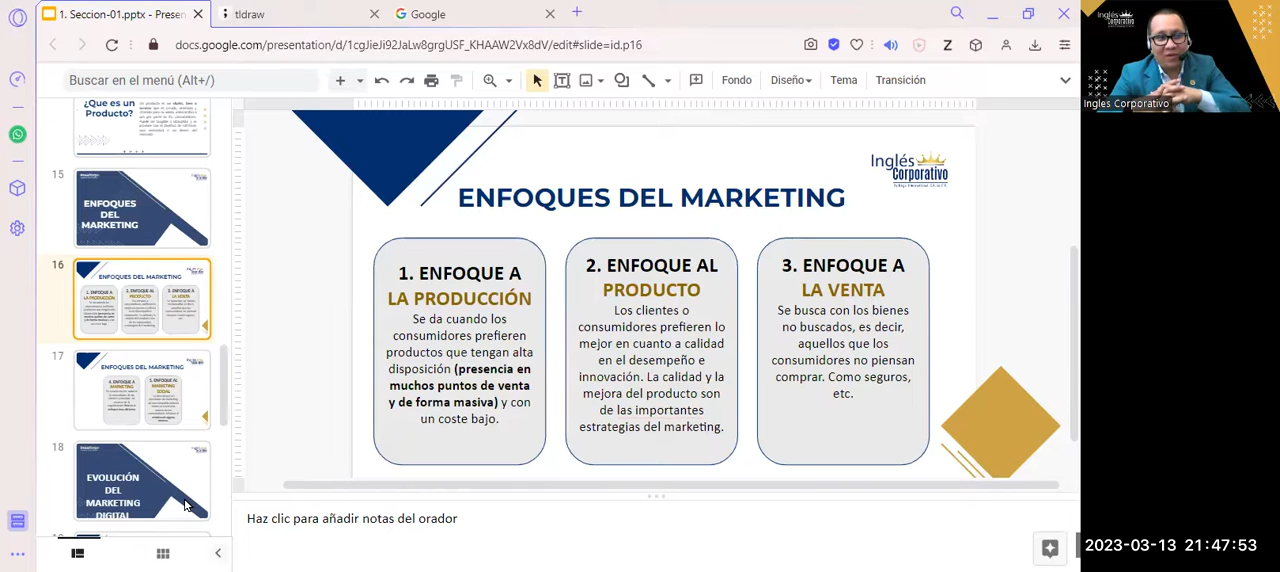 1. Seccion-01.pptx - Presen
tldraw
Google
docs.google.com/presentation/d/1cgJieJi92JaLw8grgUSF_KHAAW2Vx8dV/edit#slide=id.p16
Buscar en el menú (Alt+/)
Fondo
Diseño
Tema
Transición
¿Que es un
Producto?
15
ENFOQUES
DEL
MARKETING
16
ENFOQUES DEL MARKETING
17
ENFOQUES DEL MARKETING
18
EVOLUCIÓN
DEL
MARKETING
DIGITAL
Inglés
Corporativo
ENFOQUES DEL MARKETING
1. ENFOQUE A
LA PRODUCCIÓN
Se da cuando los
consumidores prefieren
productos que tengan alta
disposición (presencia en
muchos puntos de venta
y de forma masiva) y con
un coste bajo.
2. ENFOQUE AL
PRODUCTO
Los clientes o
consumidores prefieren lo
mejor en cuanto a calidad
en el desempeño e
innovación. La calidad y la
mejora del producto son
de las importantes
estrategias del marketing.
3. ENFOQUE A
LA VENTA
Se busca con los bienes
no buscados, es decir,
aquellos que los
consumidores no piensan
comprar. Como seguros,
etc.
Haz clic para añadir notas del orador
Inglés
Corporativo
Ingles Corporativo
2023-03-13 21:47:53